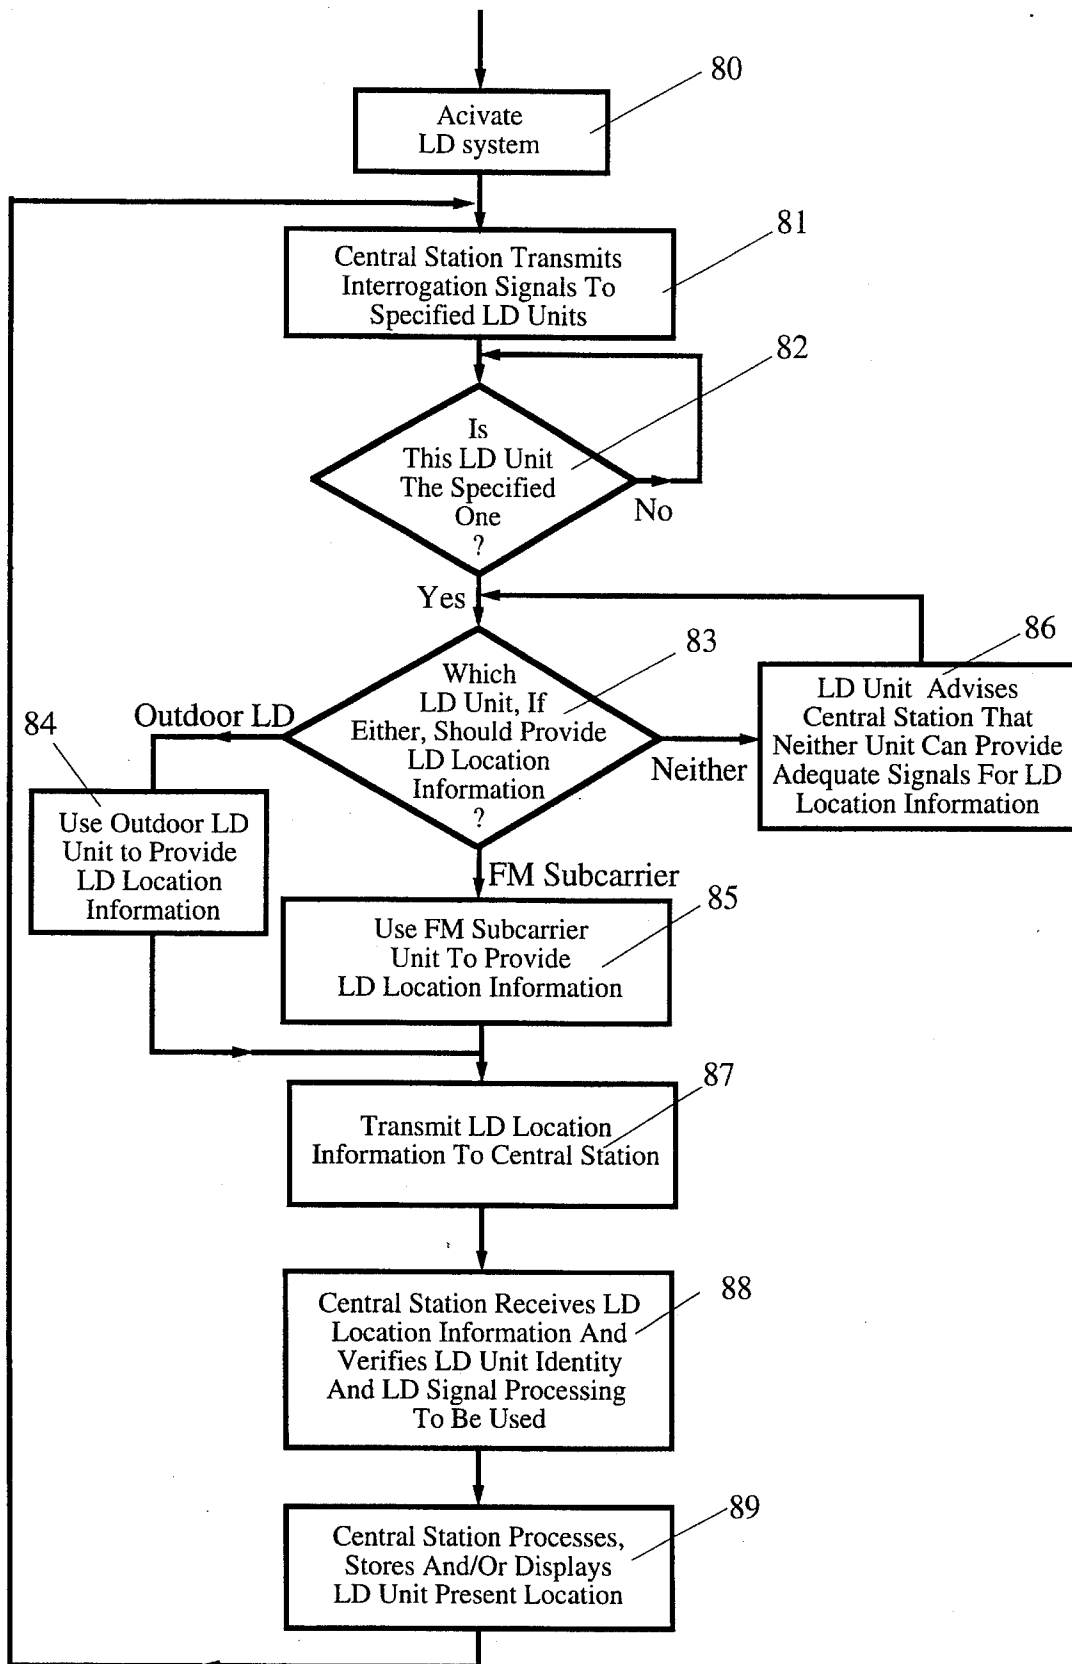 80
Acivate
LD system
81
Central Station Transmits
Interrogation Signals To
Specified LD Units
82
Is
This LD Unit
The Specified
One
?
No
Yes
83
Which
LD Unit, If
Either, Should Provide
LD Location
Information
?
Outdoor LD
Neither
FM Subcarrier
84
Use Outdoor LD
Unit to Provide
LD Location
Information
86
LD Unit Advises
Central Station That
Neither Unit Can Provide
Adequate Signals For LD
Location Information
85
Use FM Subcarrier
Unit To Provide
LD Location Information
87
Transmit LD Location
Information To Central Station
88
Central Station Receives LD
Location Information And
Verifies LD Unit Identity
And LD Signal Processing
To Be Used
89
Central Station Processes,
Stores And/Or Displays
LD Unit Present Location